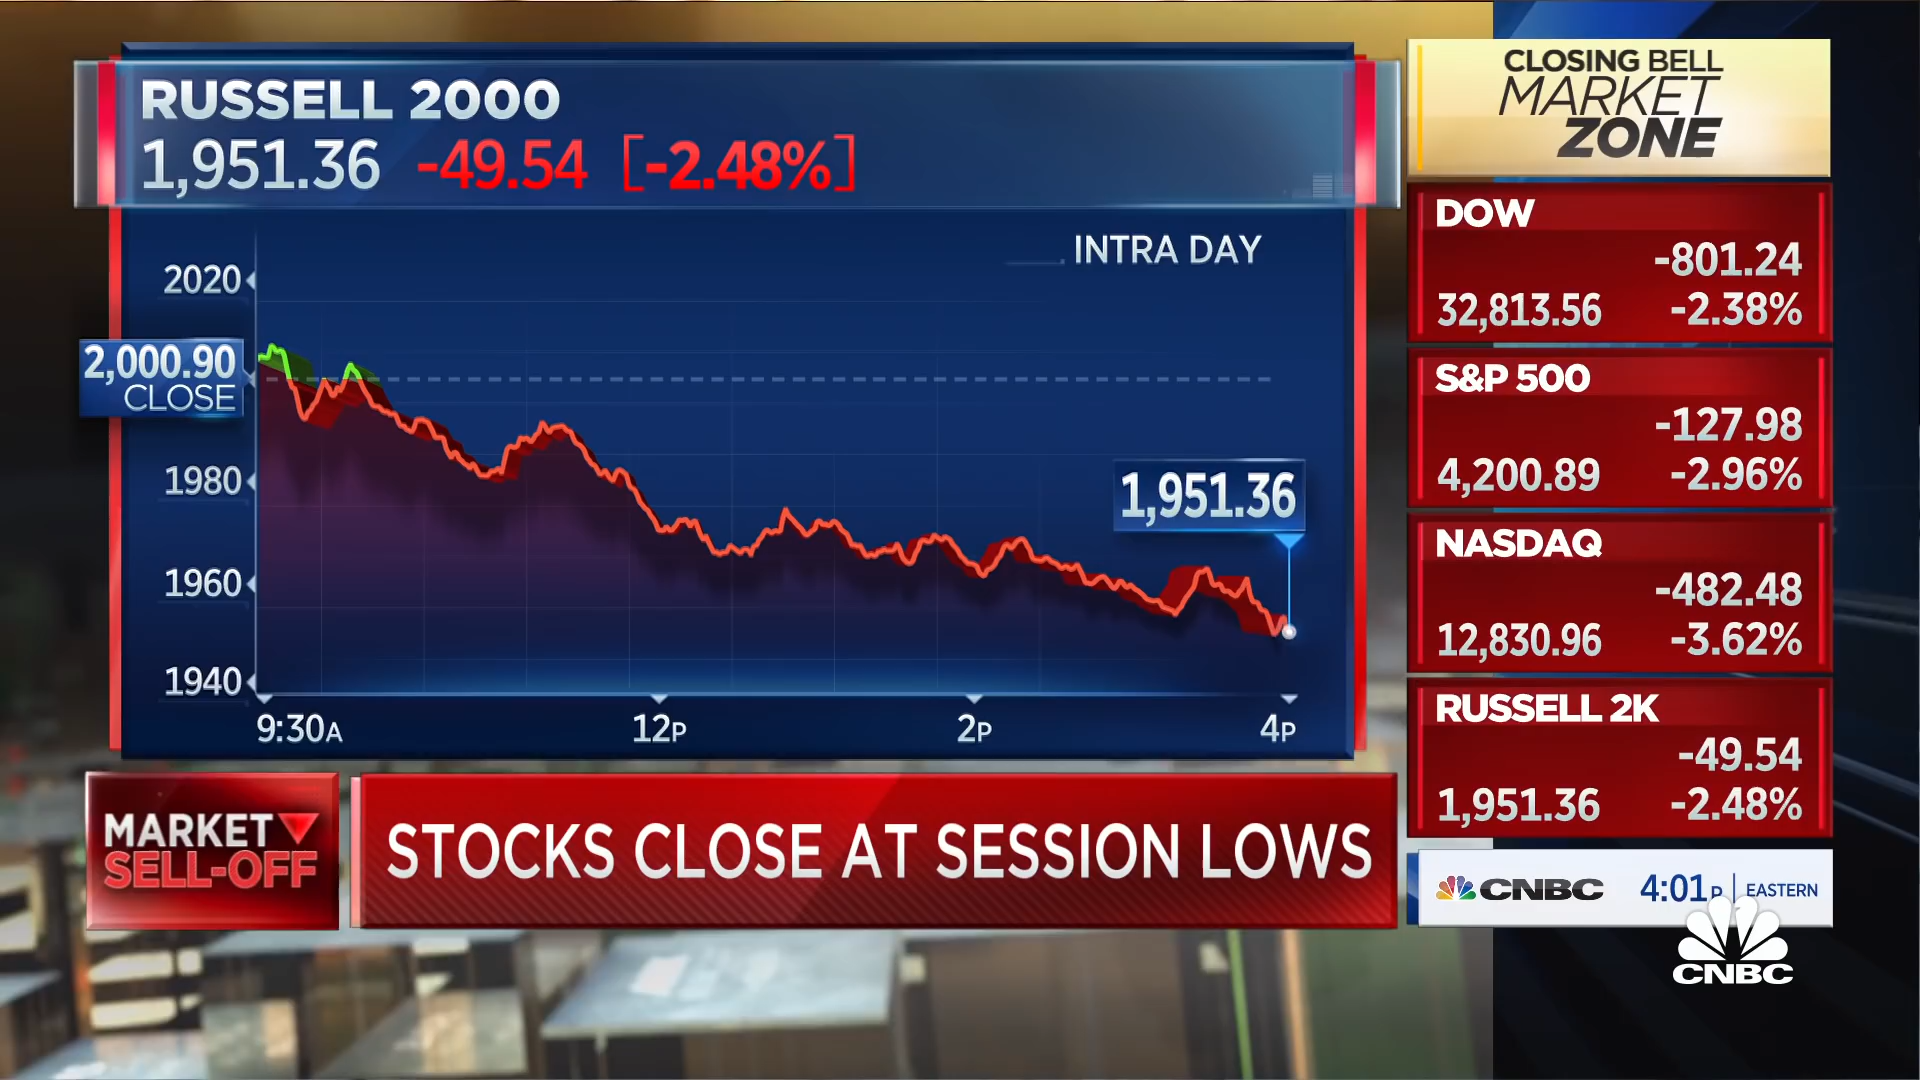 RUSSELL 2000
1,951.36 -49.54 [-2.48%]
INTRA DAY
2020
2,000.90
CLOSE
1980
1960
1940
1,951.36
9:30A 12P 2P 4P
MARKET
SELL-OFF
STOCKS CLOSE AT SESSION LOWS
CLOSING BELL
MARKET
ZONE
DOW
-801.24
32,813.56 -2.38%
S&P 500
-127.98
4,200.89 -2.96%
NASDAQ
-482.48
12,830.96 -3.62%
RUSSELL 2K
-49.54
1,951.36 -2.48%
CNBC 4:01P EASTERN
CNBC